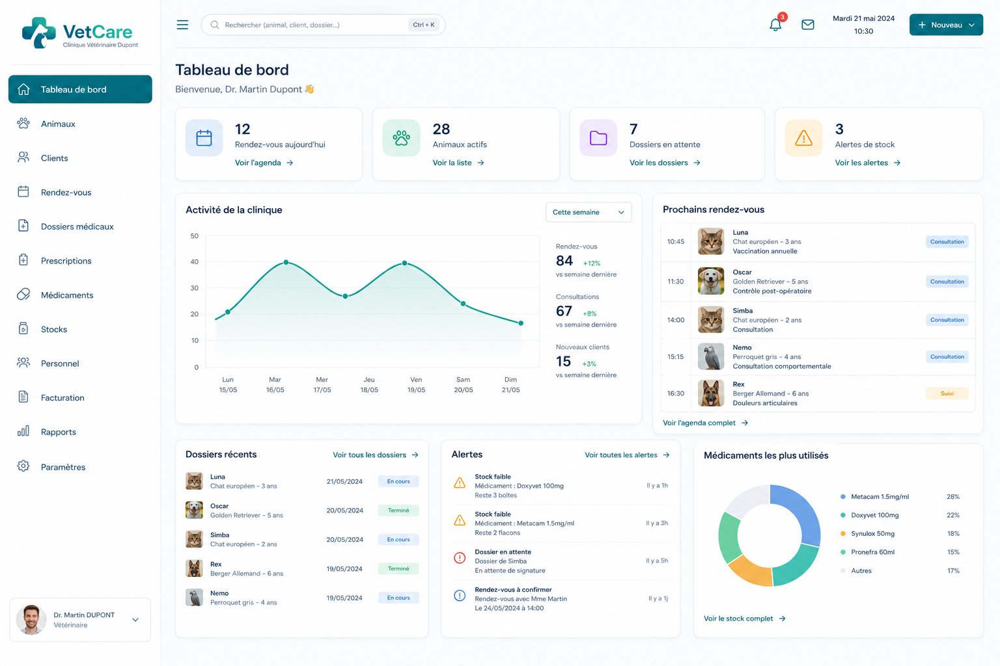 VetCare
Clinique Vétérinaire Dupont
Tableau de bord
Animaux
Clients
Rendez-vous
Dossiers médicaux
Prescriptions
Médicaments
Stocks
Personnel
Facturation
Rapports
Paramètres
Dr. Martin DUPONT
Vétérinaire
Rechercher (animal, client, dossier...)
Ctrl + K
3
Mardi 21 mai 2024
10:30
+ Nouveau
Tableau de bord
Bienvenue, Dr. Martin Dupont 👋
12
Rendez-vous aujourd'hui
Voir l'agenda →
28
Animaux actifs
Voir la liste →
7
Dossiers en attente
Voir les dossiers →
3
Alertes de stock
Voir les alertes →
Activité de la clinique
Cette semaine
50
40
30
20
10
0
Lun Mar Mer Jeu Ven Sam Dim
15/05 16/05 17/05 18/05 19/05 20/05 21/05
Rendez-vous
84 +12%
vs semaine dernière
Consultations
67 +8%
vs semaine dernière
Nouveaux clients
15 +3%
vs semaine dernière
Prochains rendez-vous
10:45
Luna
Chat européen – 3 ans
Vaccination annuelle
Consultation
11:30
Oscar
Golden Retriever – 5 ans
Contrôle post-opératoire
Consultation
14:00
Simba
Chat européen – 2 ans
Consultation
Consultation
15:15
Nemo
Perroquet gris – 4 ans
Consultation comportementale
Consultation
16:30
Rex
Berger Allemand – 6 ans
Douleurs articulaires
Suivi
Voir l'agenda complet →
Dossiers récents
Voir tous les dossiers →
Luna
Chat européen – 3 ans
21/05/2024
En cours
Oscar
Golden Retriever – 5 ans
20/05/2024
Terminé
Simba
Chat européen – 2 ans
20/05/2024
En cours
Rex
Berger Allemand – 6 ans
19/05/2024
Terminé
Nemo
Perroquet gris – 4 ans
19/05/2024
En cours
Alertes
Voir toutes les alertes →
Stock faible
Médicament : Doxyvet 100mg
Reste 3 boîtes
Il y a 1h
Stock faible
Médicament : Metacam 1.5mg/ml
Reste 2 flacons
Il y a 3h
Dossier en attente
Dossier de Simba
En attente de signature
Il y a 5h
Rendez-vous à confirmer
Rendez-vous avec Mme Martin
Le 24/05/2024 à 14:00
Il y a 1j
Médicaments les plus utilisés
Metacam 1.5mg/ml 28%
Doxyvet 100mg 22%
Synulox 50mg 18%
Pronefra 60ml 15%
Autres 17%
Voir le stock complet →